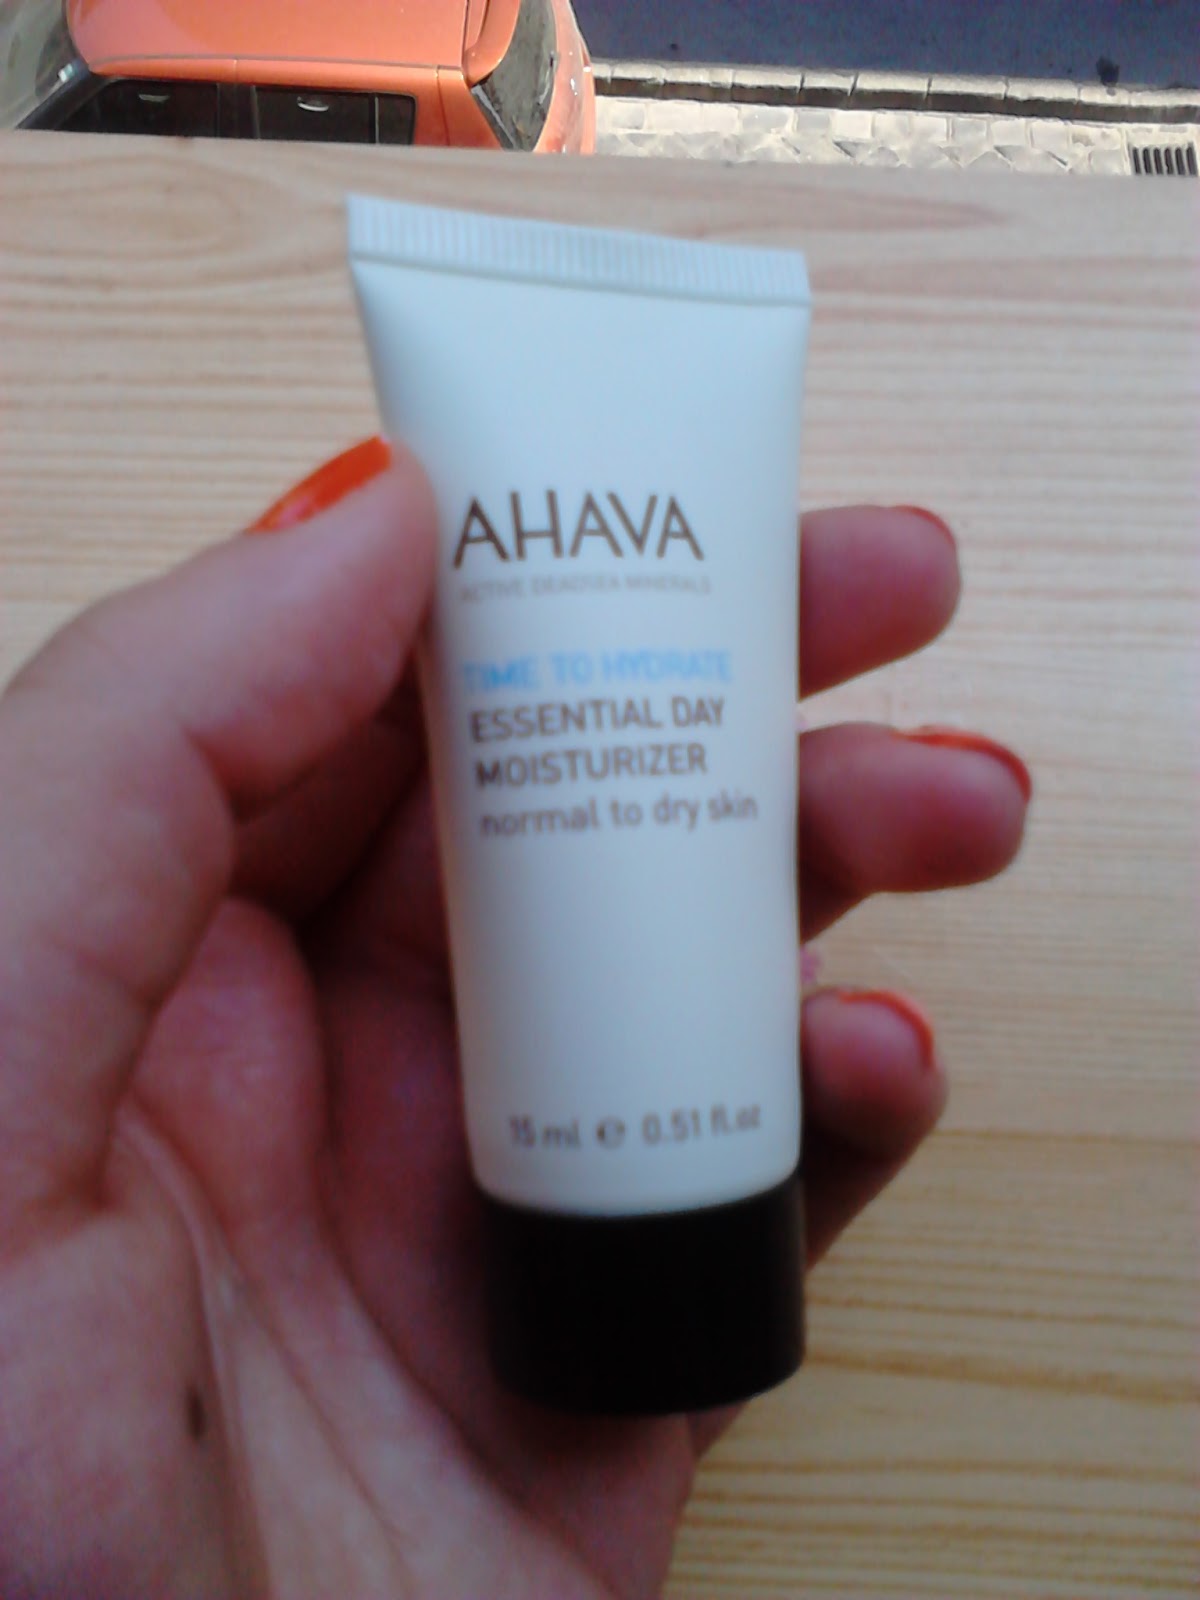 AHAVA
ACTIVE DEADSEA MINERALS
TIME TO HYDRATE
ESSENTIAL DAY
MOISTURIZER
normal to dry skin
15 ml e 0.51 fl.oz